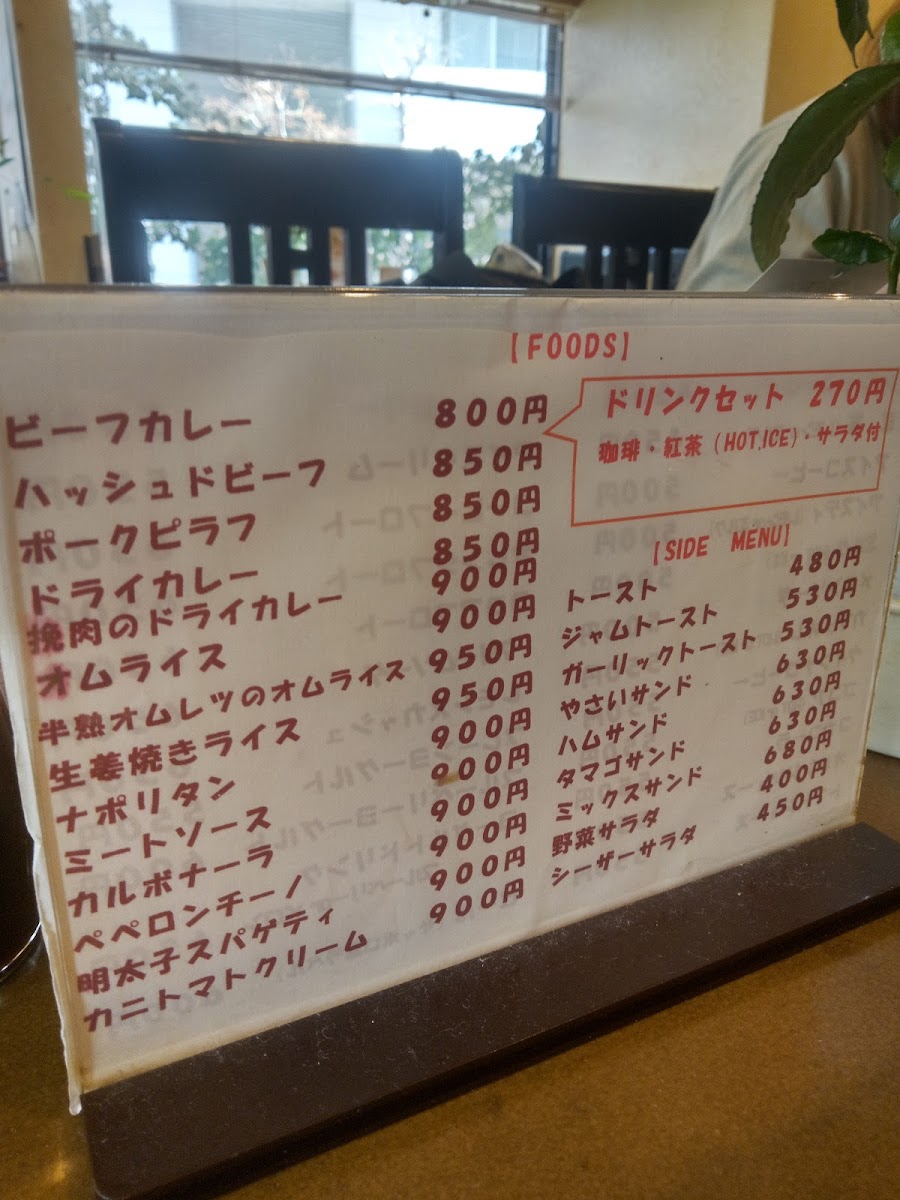 【FOODS】
ビーフカレー 800円
ハッシュドビーフ 850円
ポークピラフ 850円
ドライカレー 850円
挽肉のドライカレー 900円
オムライス 900円
半熟オムレツのオムライス 950円
生姜焼きライス 950円
ナポリタン 900円
ミートソース 900円
カルボナーラ 900円
ペペロンチーノ 900円
明太子スパゲティ 900円
カニトマトクリーム 900円
ドリンクセット 270円
珈琲・紅茶（HOT,ICE）・サラダ付
【SIDE MENU】
トースト 480円
ジャムトースト 530円
ガーリックトースト 530円
やさいサンド 630円
ハムサンド 630円
タマゴサンド 630円
ミックスサンド 680円
野菜サラダ 400円
シーザーサラダ 450円